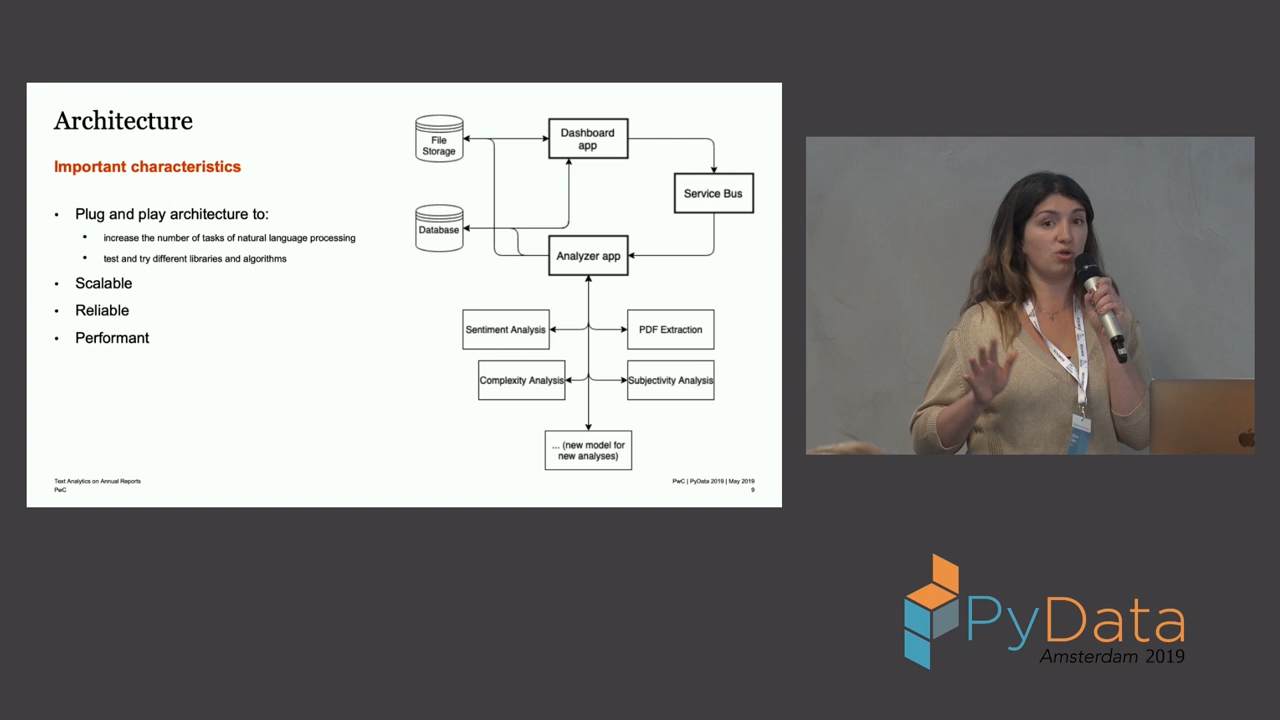 Architecture
Important characteristics
• Plug and play architecture to:
• increase the number of tasks of natural language processing
• test and try different libraries and algorithms
• Scalable
• Reliable
• Performant
File
Storage
Dashboard
app
Service Bus
Database
Analyzer app
Sentiment Analysis
PDF Extraction
Complexity Analysis
Subjectivity Analysis
... (new model for
new analyses)
Text Analytics on Annual Reports
PwC
PwC | PyData 2019 | May 2019
9
PyData
Amsterdam 2019